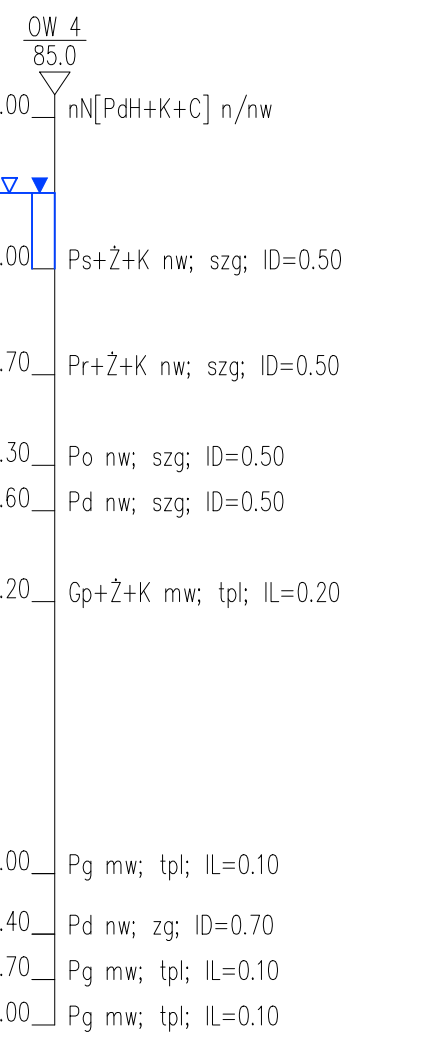 OW 4
85.0
.00 nN[PdH+K+C] n/nw
.00 Ps+Ż+K nw; szg; ID=0.50
.70 Pr+Ż+K nw; szg; ID=0.50
.30 Po nw; szg; ID=0.50
.60 Pd nw; szg; ID=0.50
.20 Gp+Ż+K mw; tpl; IL=0.20
.00 Pg mw; tpl; IL=0.10
.40 Pd nw; zg; ID=0.70
.70 Pg mw; tpl; IL=0.10
.00 Pg mw; tpl; IL=0.10